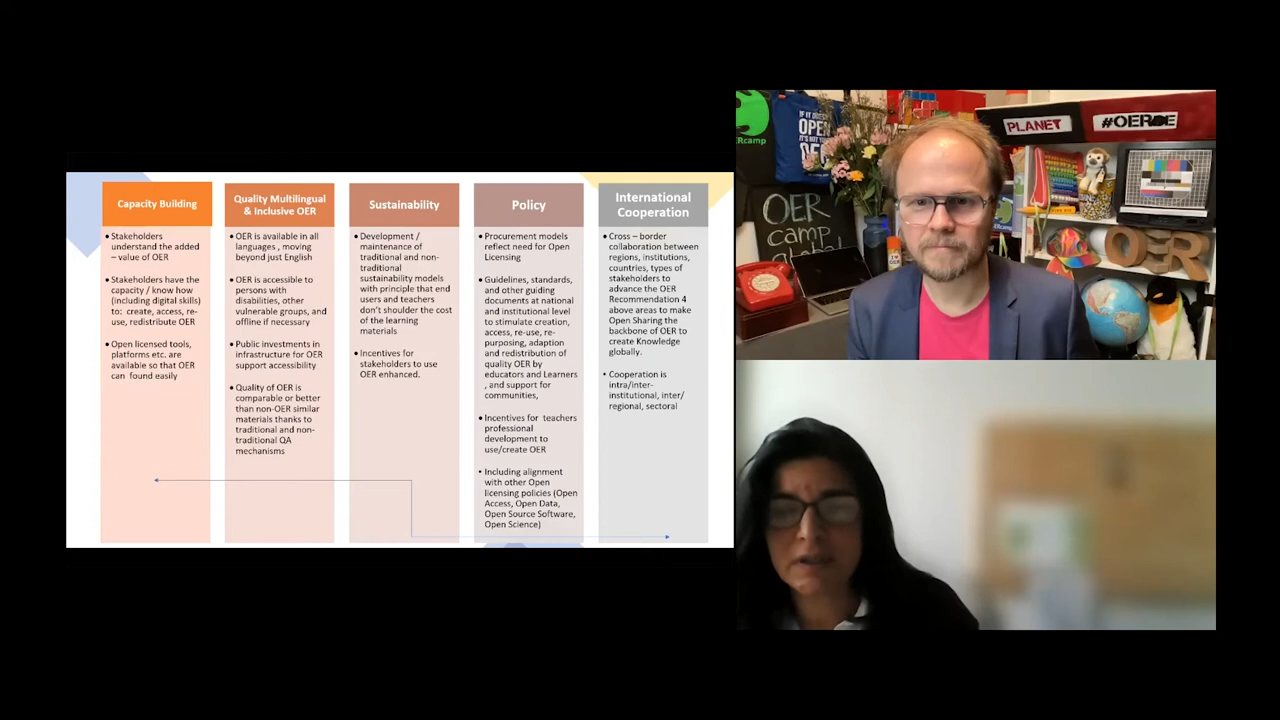 Capacity Building
• Stakeholders
understand the added
– value of OER
• Stakeholders have the
capacity / know how
(including digital skills)
to: create, access, re-
use, redistribute OER
• Open licensed tools,
platforms etc. are
available so that OER
can found easily
Quality Multilingual
& Inclusive OER
• OER is available in all
languages , moving
beyond just English
• OER is accessible to
persons with
disabilities, other
vulnerable groups, and
offline if necessary
• Public investments in
infrastructure for OER
support accessibility
• Quality of OER is
comparable or better
than non-OER similar
materials thanks to
traditional and non-
traditional QA
mechanisms
Sustainability
• Development /
maintenance of
traditional and non-
traditional
sustainability models
with principle that end
users and teachers
don't shoulder the cost
of the learning
materials
• Incentives for
stakeholders to use
OER enhanced.
Policy
• Procurement models
reflect need for Open
Licensing
• Guidelines, standards,
and other guiding
documents at national
and institutional level
to stimulate creation,
access, re-use, re-
purposing, adaption
and redistribution of
quality OER by
educators and Learners
, and support for
communities,
• Incentives for teachers
professional
development to
use/create OER
• Including alignment
with other Open
licensing policies (Open
Access, Open Data,
Open Source Software,
Open Science)
International
Cooperation
• Cross – border
collaboration between
regions, institutions,
countries, types of
stakeholders to
advance the OER
Recommendation 4
above areas to make
Open Sharing the
backbone of OER to
create Knowledge
globally.
• Cooperation is
intra/inter-
institutional, inter/
regional, sectoral
ERcamp
IF IT DOESN'T
OPEN
IT'S NOT
OER
PLANET
#OERDE
OER
camp
global
OER